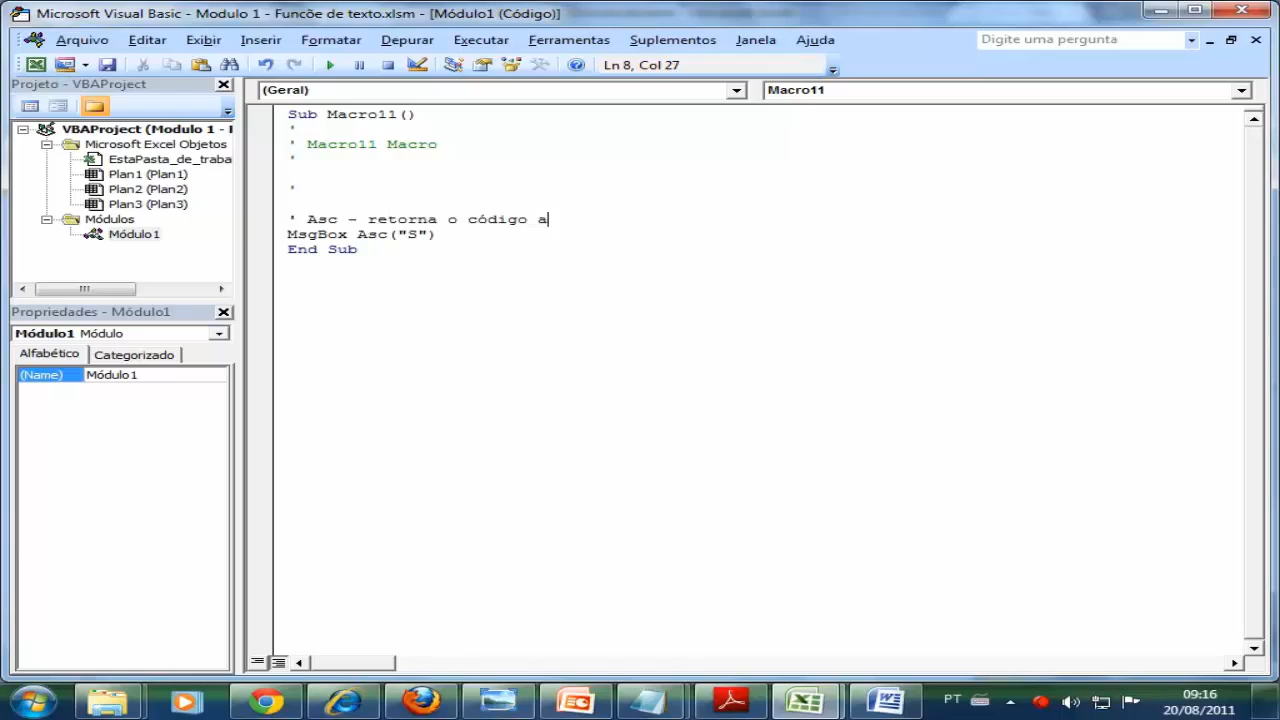 Microsoft Visual Basic - Modulo 1 - Funcõe de texto.xlsm - [Módulo1 (Código)]
Arquivo Editar Exibir Inserir Formatar Depurar Executar Ferramentas Suplementos Janela Ajuda Digite uma pergunta
Ln 8, Col 27
Projeto - VBAProject
(Geral) Macro11
VBAProject (Modulo 1 -
Microsoft Excel Objetos
EstaPasta_de_traba
Plan1 (Plan1)
Plan2 (Plan2)
Plan3 (Plan3)
Módulos
Módulo1
Sub Macro11()
'
' Macro11 Macro
'
'
' Asc - retorna o código a
MsgBox Asc("S")
End Sub
Propriedades - Módulo1
Módulo1 Módulo
Alfabético Categorizado
(Name) Módulo1
PT 09:16
20/08/2011